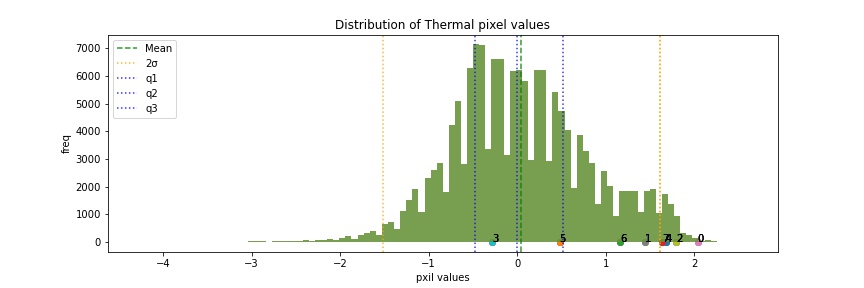 Distribution of Thermal pixel values
Mean
2σ
q1
q2
q3
freq
7000
6000
5000
4000
3000
2000
1000
0
3 5 6 1 7 4 2 0
−4 −3 −2 −1 0 1 2
pxil values